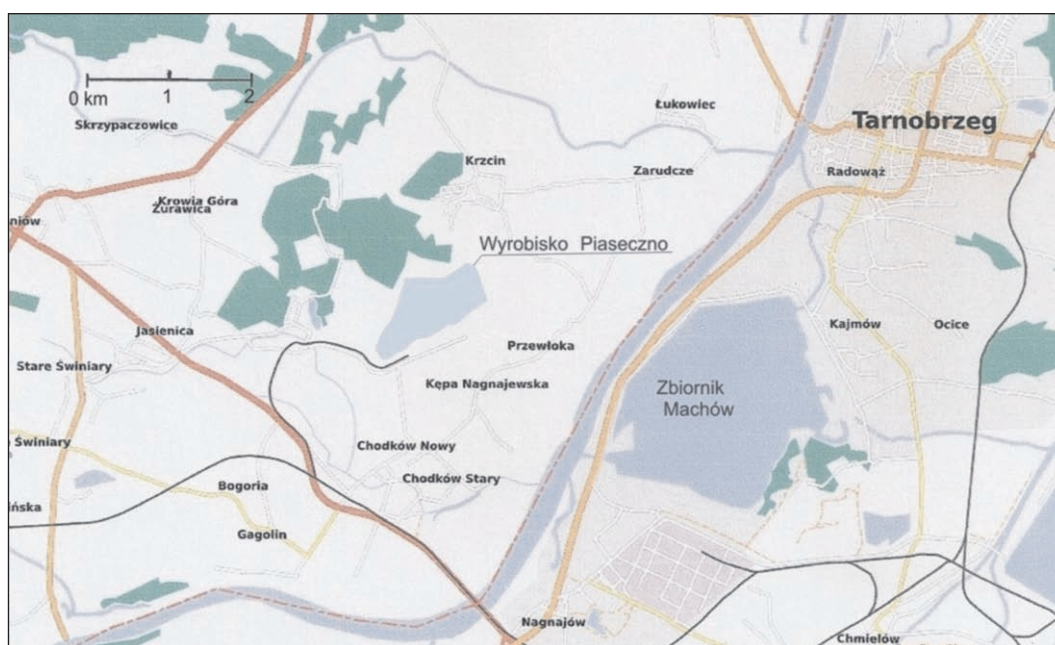 0 km 1 2
Skrzypaczowice
Łukowiec
Tarnobrzeg
Krzcin
Zarudcze
Radowąż
Krowia Góra
Żurawica
niów
Wyrobisko Piaseczno
Jasienica
Kajmów
Ocice
Przewłoka
Stare Świniary
Kępa Nagnajewska
Zbiornik
Machów
Świniary
Chodków Nowy
Chodków Stary
Bogoria
ińska
Gągolin
Nagnajów
Chmielów